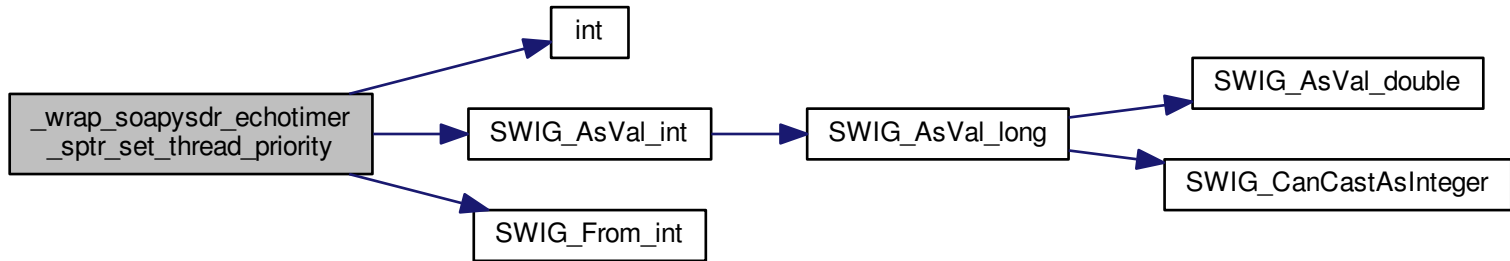 _wrap_soapysdr_echotimer
_sptr_set_thread_priority
int
SWIG_AsVal_int
SWIG_From_int
SWIG_AsVal_long
SWIG_AsVal_double
SWIG_CanCastAsInteger